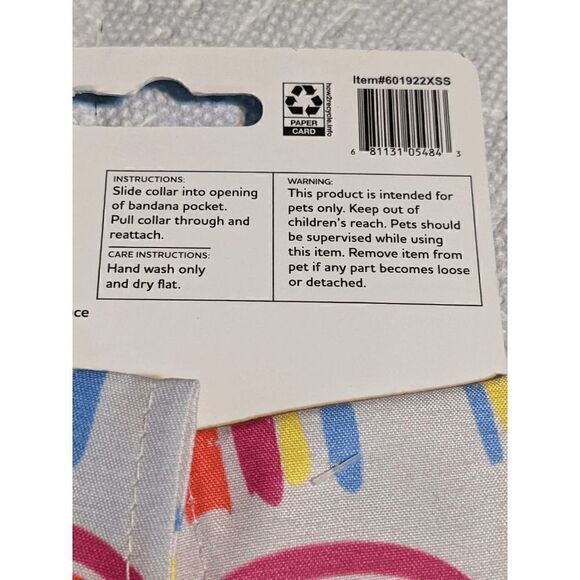 Item#601922XSS
how2recycle.info
PAPER
CARD
6 81131 05484 3
INSTRUCTIONS:
Slide collar into opening
of bandana pocket.
Pull collar through and
reattach.
CARE INSTRUCTIONS:
Hand wash only
and dry flat.
WARNING:
This product is intended for
pets only. Keep out of
children's reach. Pets should
be supervised while using
this item. Remove item from
pet if any part becomes loose
or detached.
ce